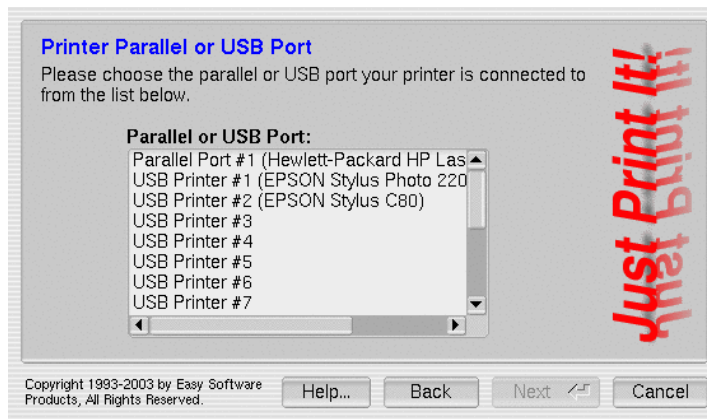 Printer Parallel or USB Port
Please choose the parallel or USB port your printer is connected to
from the list below.
Parallel or USB Port:
Parallel Port #1 (Hewlett-Packard HP Las
USB Printer #1 (EPSON Stylus Photo 220
USB Printer #2 (EPSON Stylus C80)
USB Printer #3
USB Printer #4
USB Printer #5
USB Printer #6
USB Printer #7
Just Print It!
Copyright 1993-2003 by Easy Software
Products, All Rights Reserved.
Help... Back Next Cancel